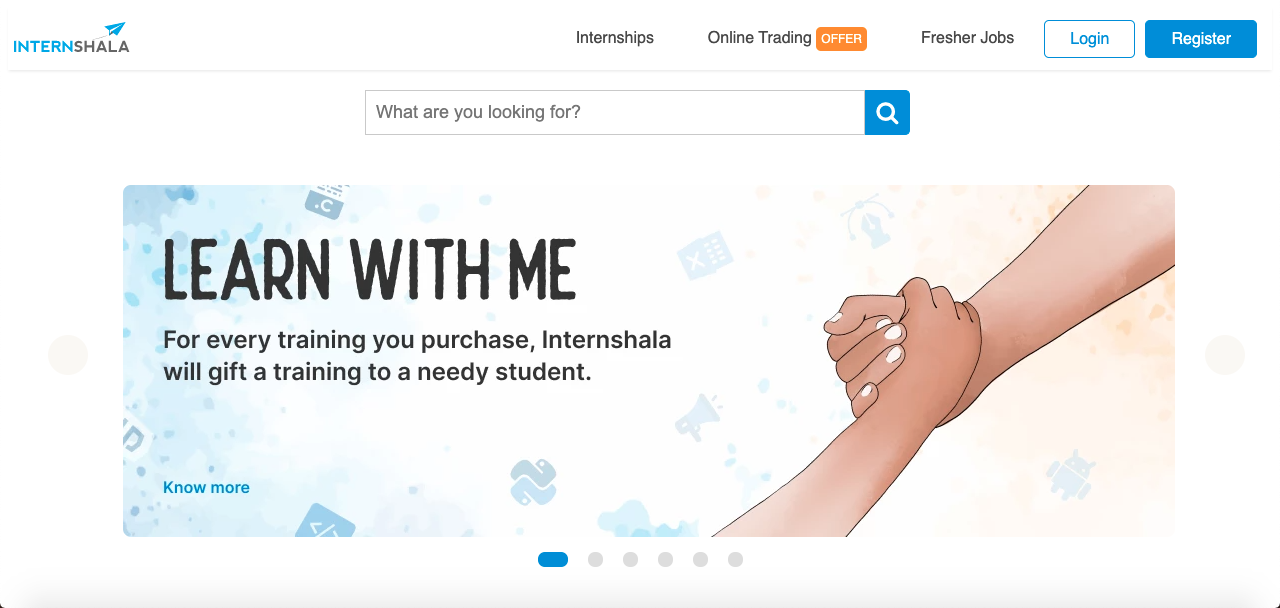 INTERNSHALA
Internships
Online Trading OFFER
Fresher Jobs
Login
Register
What are you looking for?
.C
LEARN WITH ME
X
For every training you purchase, Internshala
will gift a training to a needy student.
Know more
</>